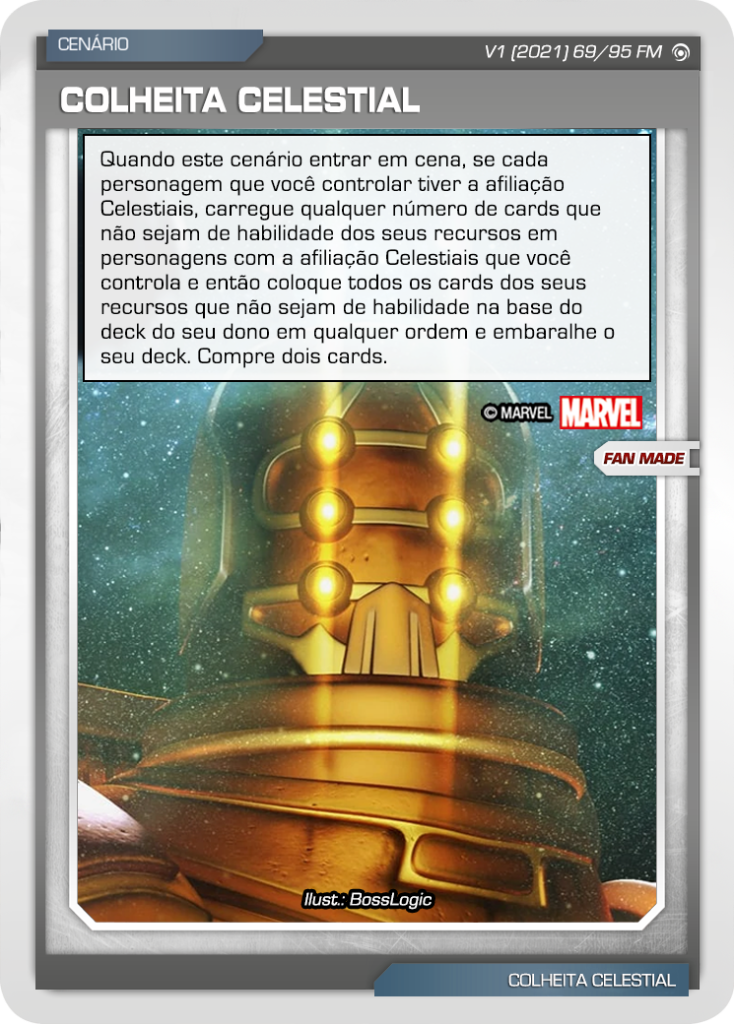 CENÁRIO
V1 (2021) 69/95 FM
COLHEITA CELESTIAL
Quando este cenário entrar em cena, se cada
personagem que você controlar tiver a afiliação
Celestiais, carregue qualquer número de cards que
não sejam de habilidade dos seus recursos em
personagens com a afiliação Celestiais que você
controla e então coloque todos os cards dos seus
recursos que não sejam de habilidade na base do
deck do seu dono em qualquer ordem e embaralhe o
seu deck. Compre dois cards.
© MARVEL MARVEL
FAN MADE
Ilust.: BossLogic
COLHEITA CELESTIAL